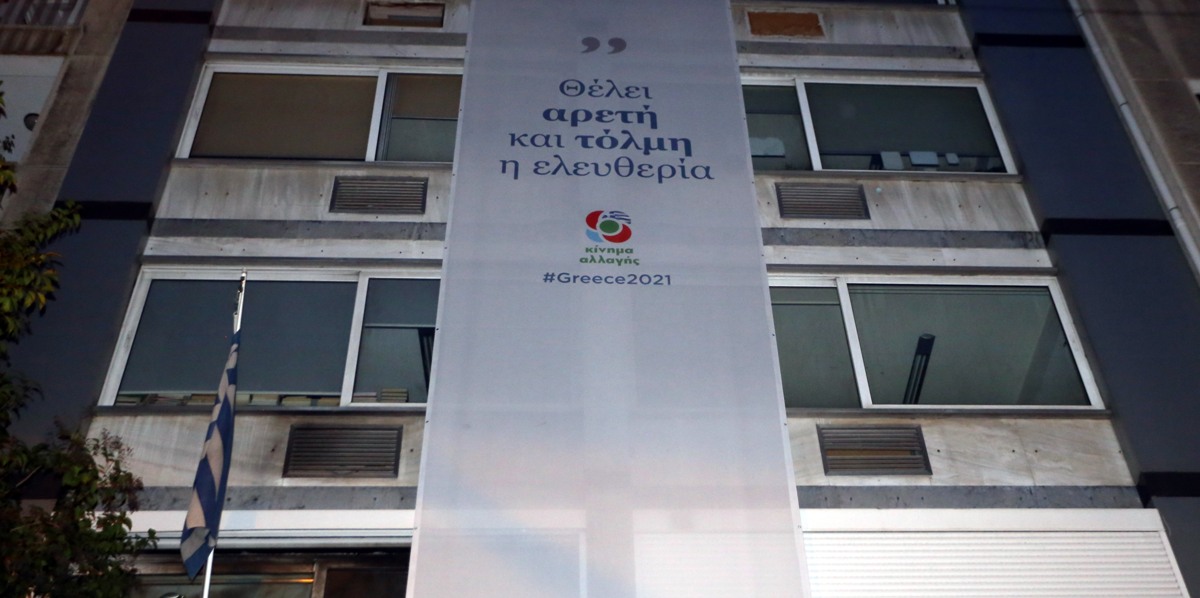 ”
Θέλει
αρετή
και τόλμη
η ελευθερία
κίνημα
αλλαγής
#Greece2021